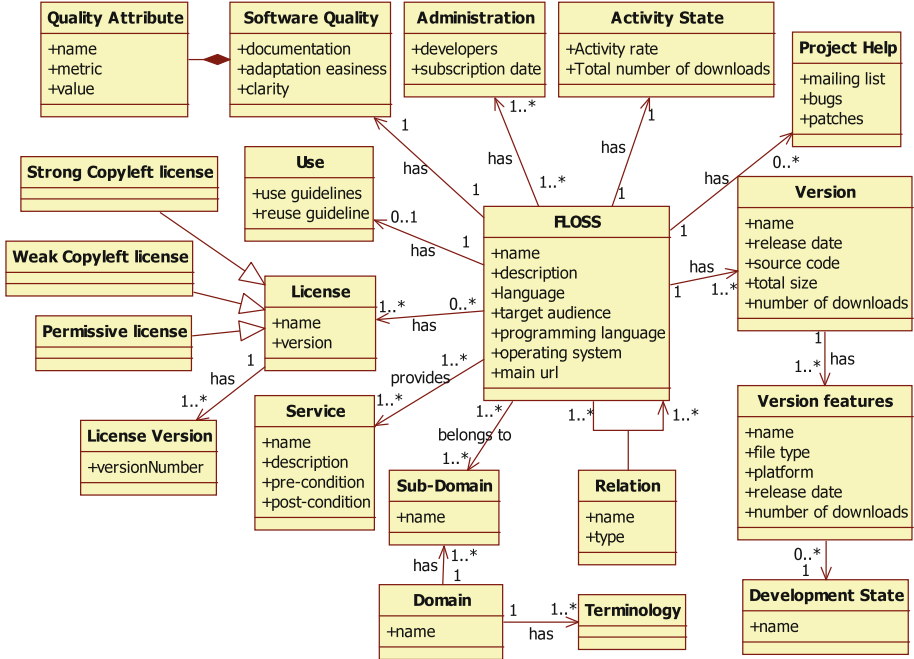 Quality Attribute
+name
+metric
+value
Software Quality
+documentation
+adaptation easiness
+clarity
Administration
+developers
+subscription date
Activity State
+Activity rate
+Total number of downloads
Project Help
+mailing list
+bugs
+patches
1
has
1
1..*
has
1..*
1
has
1
0..*
has
1
Strong Copyleft license
Weak Copyleft license
Permissive license
Use
+use guidelines
+reuse guideline
0..1
has
1
FLOSS
+name
+description
+language
+target audience
+programming language
+operating system
+main url
Version
+name
+release date
+source code
+total size
+number of downloads
has
1
1..*
License
+name
+version
1..*
0..*
has
1
has
1..*
License Version
+versionNumber
1..*
provides
1..*
Service
+name
+description
+pre-condition
+post-condition
1..*
belongs to
1..*
Sub-Domain
+name
1..*
1..*
Relation
+name
+type
1
has
1..*
Version features
+name
+file type
+platform
+release date
+number of downloads
0..*
1
Development State
+name
1..*
has
1
Domain
+name
1
1..*
has
Terminology